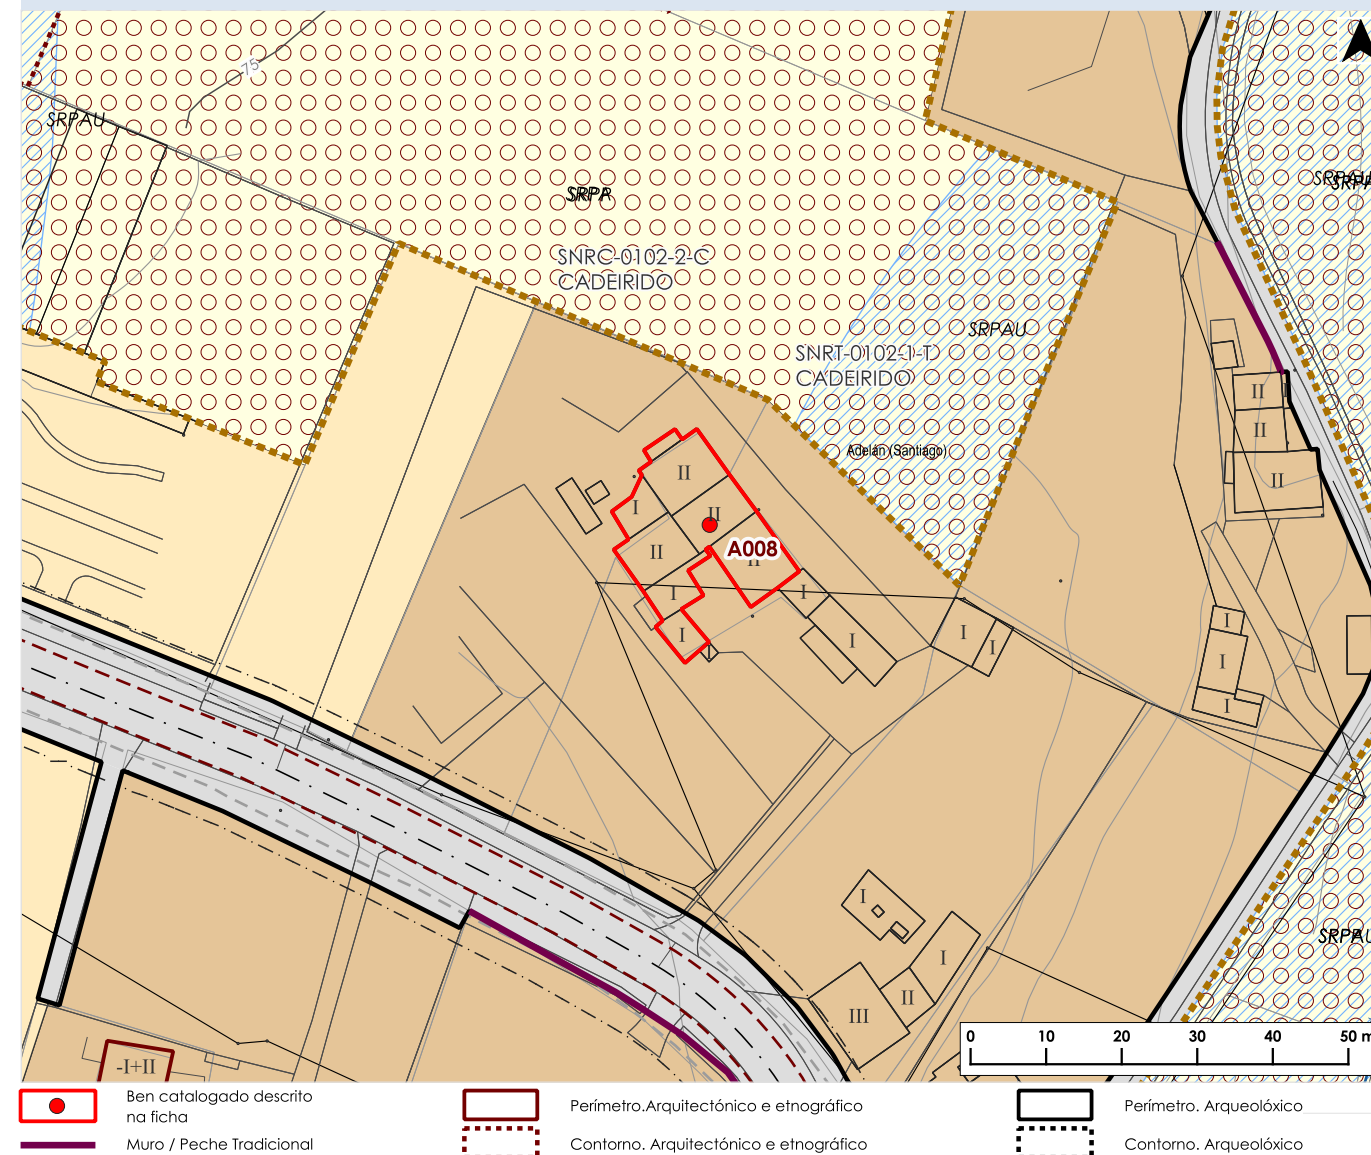 75
SRPAU
SRPA
SNRC-0102-2-C
CADEIRIDO
SRPAU
SNRT-0102-1-T
CADEIRIDO
Adelán (Santiago)
II
II
II
II
I
II
A008
II
I
I
I
I
I
I
I
I
I
I
III
II
I
-I+II
0 10 20 30 40 50 m
Ben catalogado descrito
na ficha
Muro / Peche Tradicional
Perímetro.Arquitectónico e etnográfico
Contorno. Arquitectónico e etnográfico
Perímetro. Arqueolóxico
Contorno. Arqueolóxico